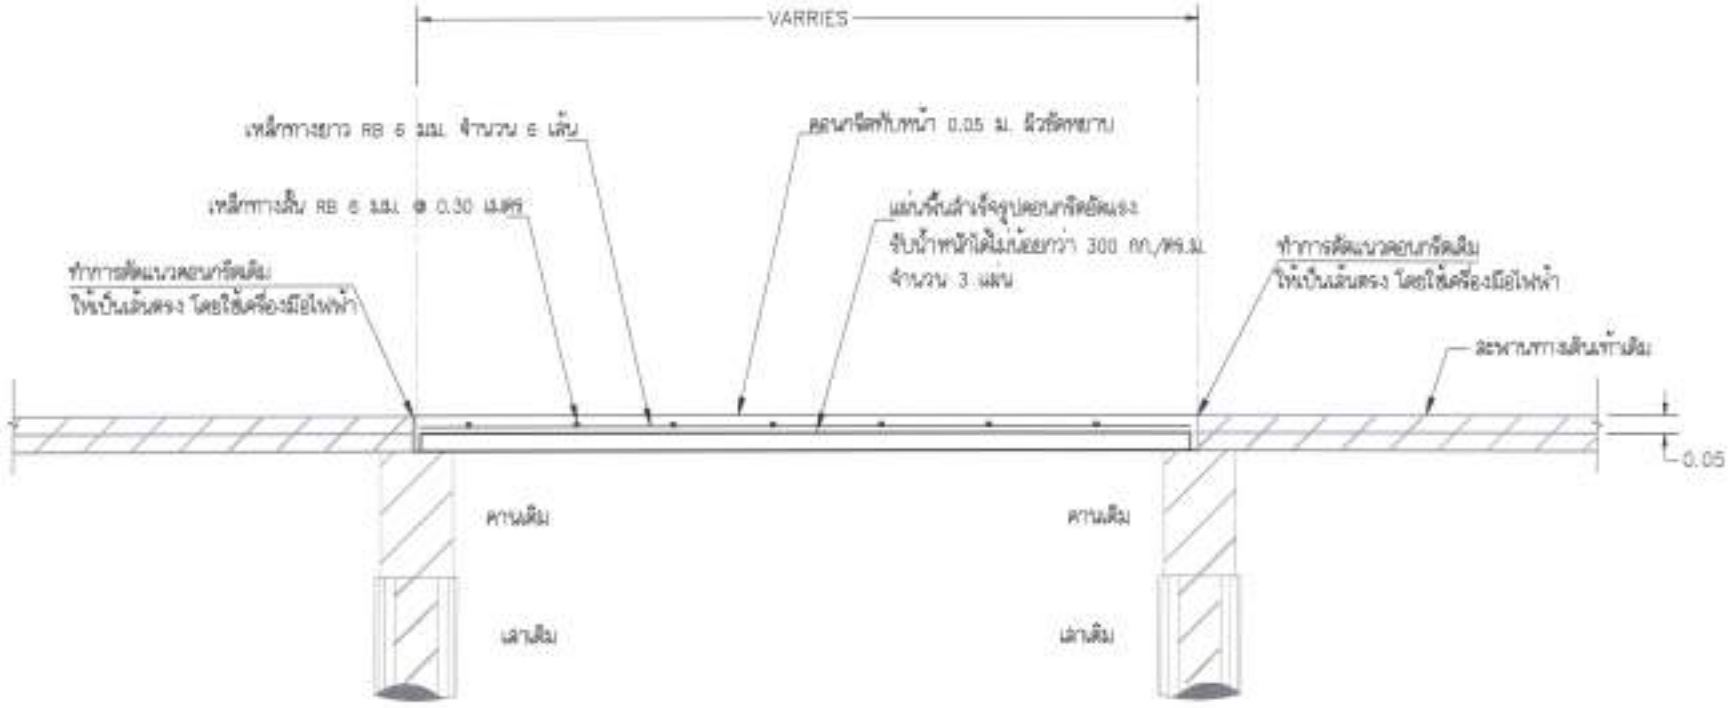 VARRIES
เหล็กทางยาว RB 6 มม. จำนวน 6 เส้น
คอนกรีตทับหน้า 0.05 ม. ผิวขัดหยาบ
เหล็กทางสั้น RB 6 มม. @ 0.30 เมตร
แผ่นพื้นสำเร็จรูปคอนกรีตอัดแรง
รับน้ำหนักได้ไม่น้อยกว่า 300 กก./ตร.ม.
จำนวน 3 แผ่น
ทำการตัดแนวคอนกรีตเดิม
ให้เป็นเส้นตรง โดยใช้เครื่องมือไฟฟ้า
ทำการตัดแนวคอนกรีตเดิม
ให้เป็นเส้นตรง โดยใช้เครื่องมือไฟฟ้า
สะพานทางเดินเท้าเดิม
0.05
คานเดิม
คานเดิม
เสาเดิม
เสาเดิม